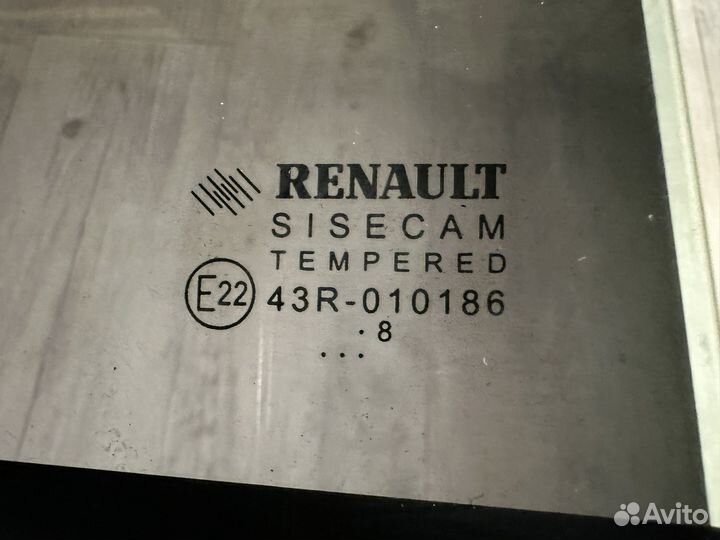 RENAULT
SISECAM
TEMPERED
E22 43R-010186
. 8
...
Avito